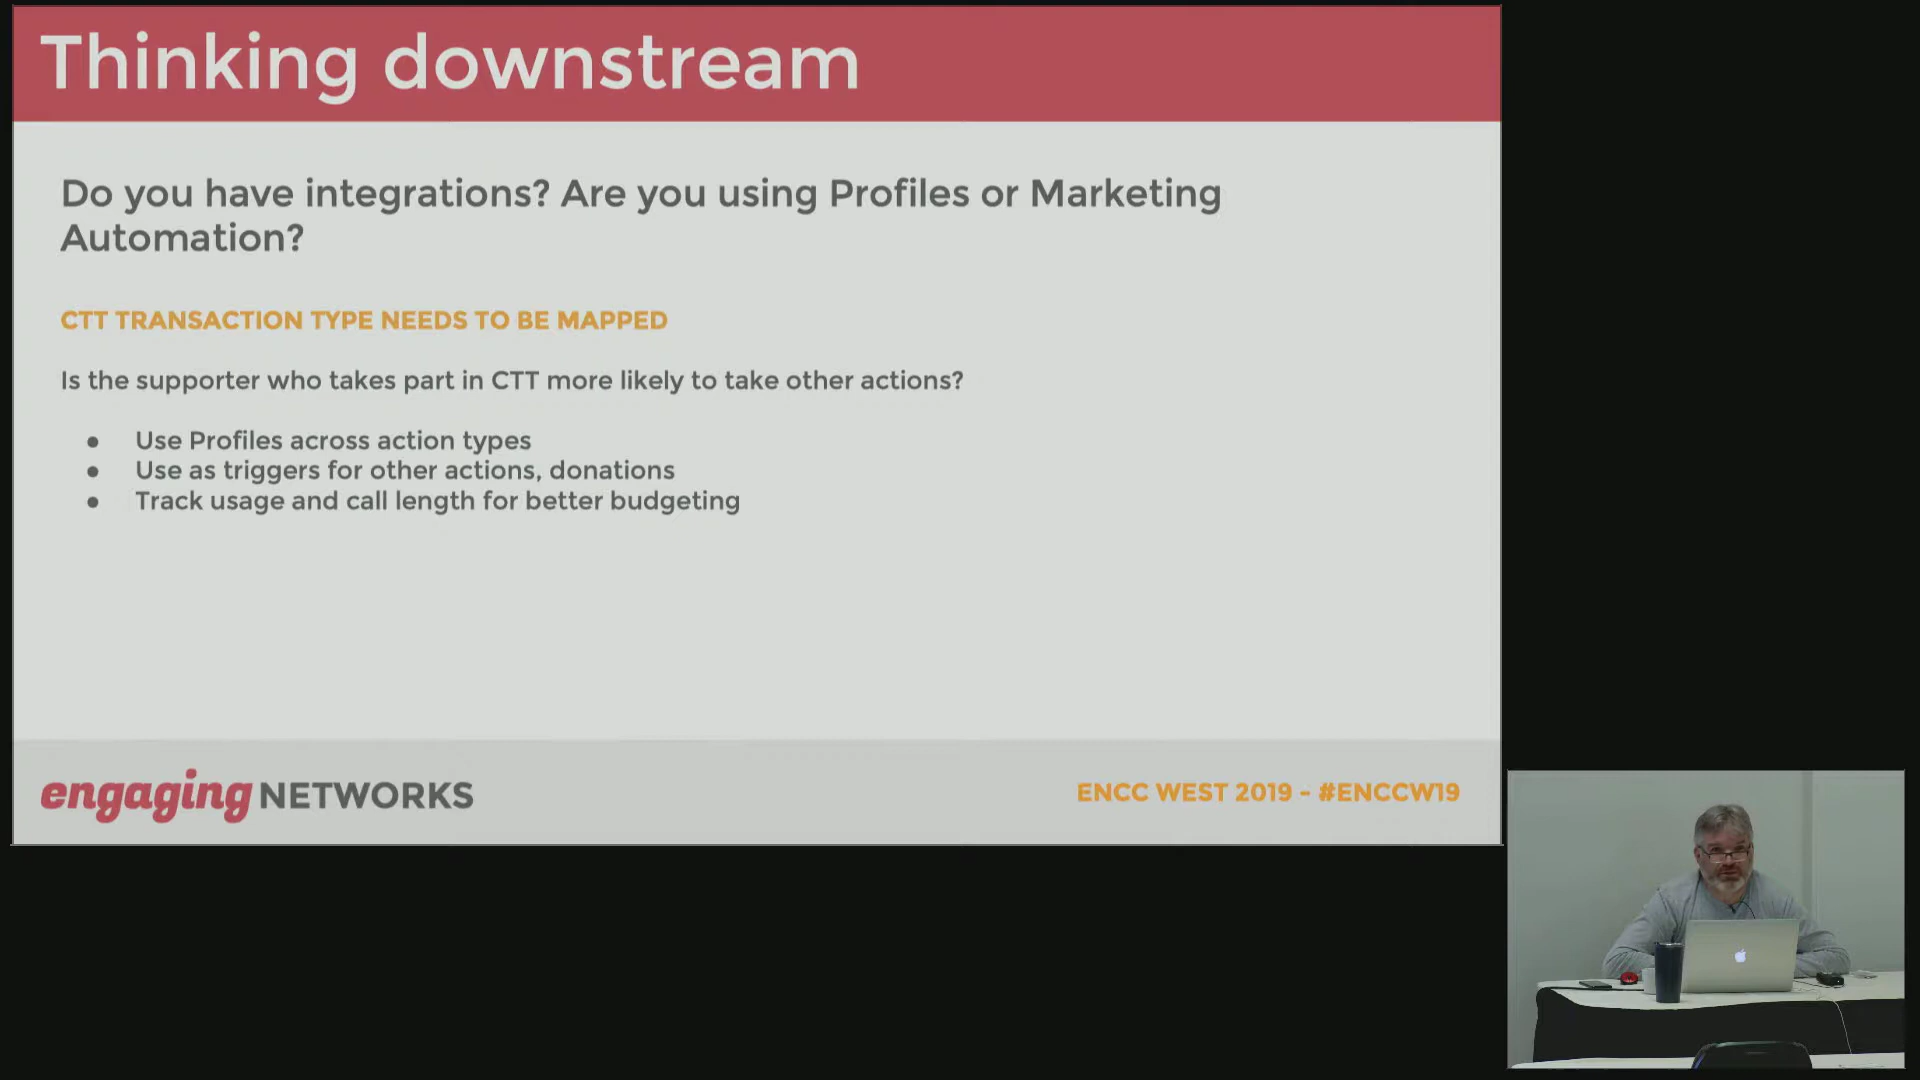 Thinking downstream
Do you have integrations? Are you using Profiles or Marketing
Automation?
CTT TRANSACTION TYPE NEEDS TO BE MAPPED
Is the supporter who takes part in CTT more likely to take other actions?
● Use Profiles across action types
● Use as triggers for other actions, donations
● Track usage and call length for better budgeting
engaging NETWORKS
ENCC WEST 2019 - #ENCCW19